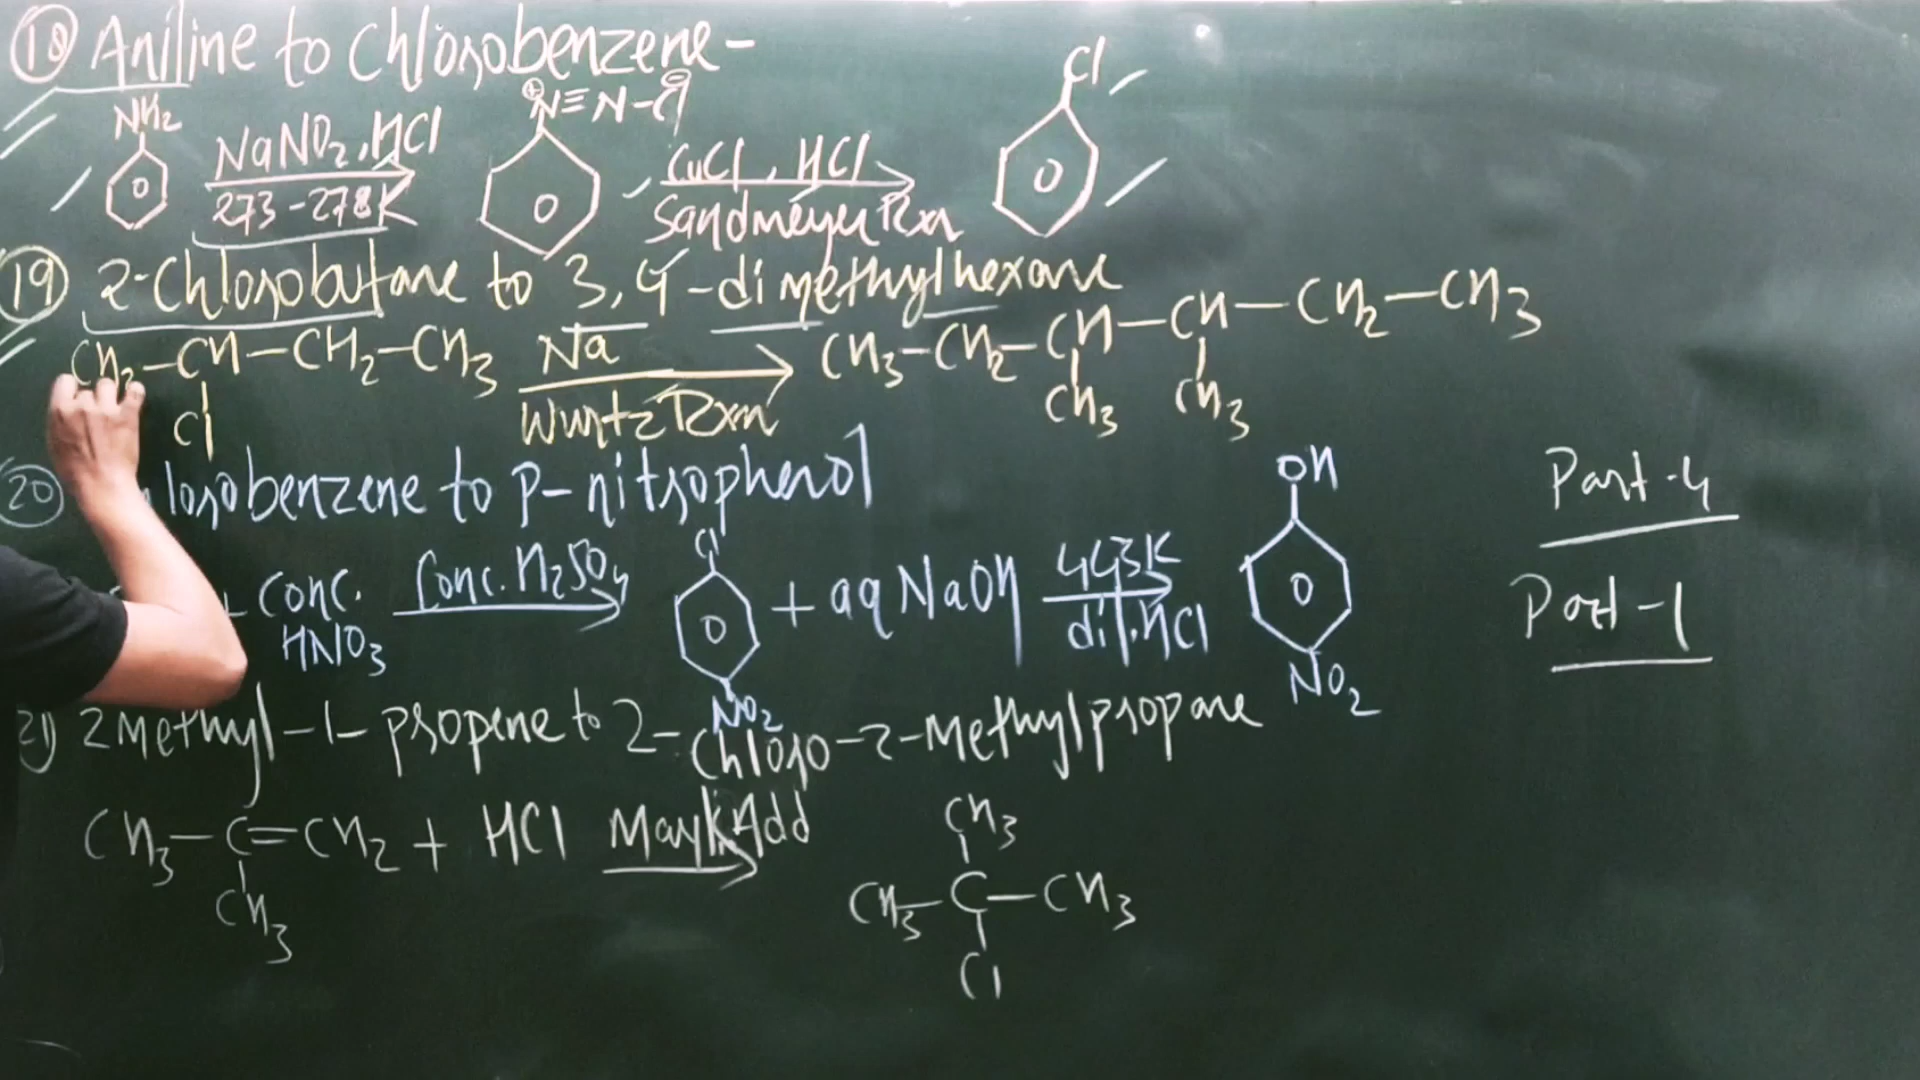 18 Aniline to Chlorobenzene-
NH2 NaNO2, HCl 273-278K ⊕N≡N-Cl⊖ CuCl, HCl Sandmeyer Rxn Cl
19 2-Chlorobutane to 3,4-dimethylhexane
CH3-CH-CH2-CH3 Na Wurtz Rxn CH3-CH2-CH-CH-CH2-CH3
Cl CH3 CH3
20 lorobenzene to p-nitrophenol
+ Conc. HNO3 Conc. H2SO4 Cl NO2 + aq NaOH 443K dil. HCl OH NO2
Part-4
Part-1
21) 2Methyl-1-propene to 2-Chloro-2-Methylpropane
CH3-C=CH2 + HCl MarkAdd CH3
CH3 CH3-C-CH3
Cl